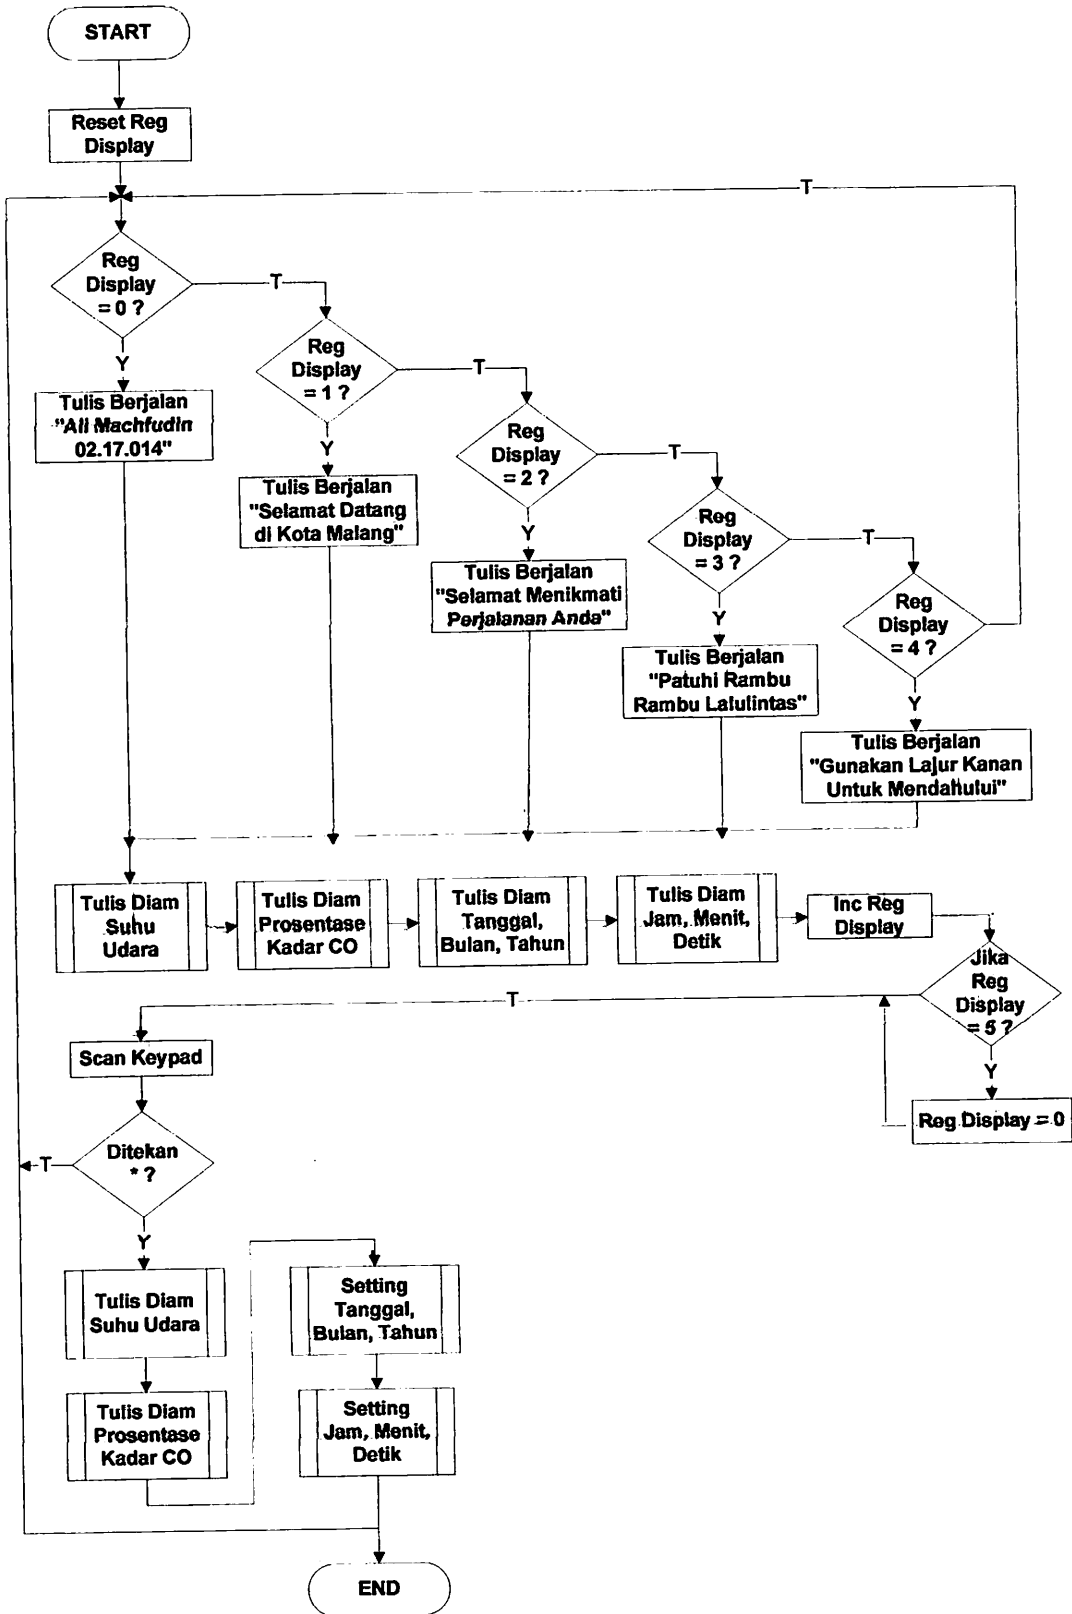 START
Reset Reg
Display
T
Reg
Display
= 0 ?
T
Y
Tulis Berjalan
"Ali Machfudin
02.17.014"
Reg
Display
= 1 ?
T
Y
Tulis Berjalan
"Selamat Datang
di Kota Malang"
Reg
Display
= 2 ?
T
Y
Tulis Berjalan
"Selamat Menikmati
Perjalanan Anda"
Reg
Display
= 3 ?
T
Y
Tulis Berjalan
"Patuhi Rambu
Rambu Lalulintas"
Reg
Display
= 4 ?
Y
Tulis Berjalan
"Gunakan Lajur Kanan
Untuk Mendahului"
Tulis Diam
Suhu
Udara
Tulis Diam
Prosentase
Kadar CO
Tulis Diam
Tanggal,
Bulan, Tahun
Tulis Diam
Jam, Menit,
Detik
Inc Reg
Display
Jika
Reg
Display
= 5 ?
T
Y
Reg Display = 0
Scan Keypad
Ditekan
* ?
T
Y
Tulis Diam
Suhu Udara
Tulis Diam
Prosentase
Kadar CO
Setting
Tanggal,
Bulan, Tahun
Setting
Jam, Menit,
Detik
END